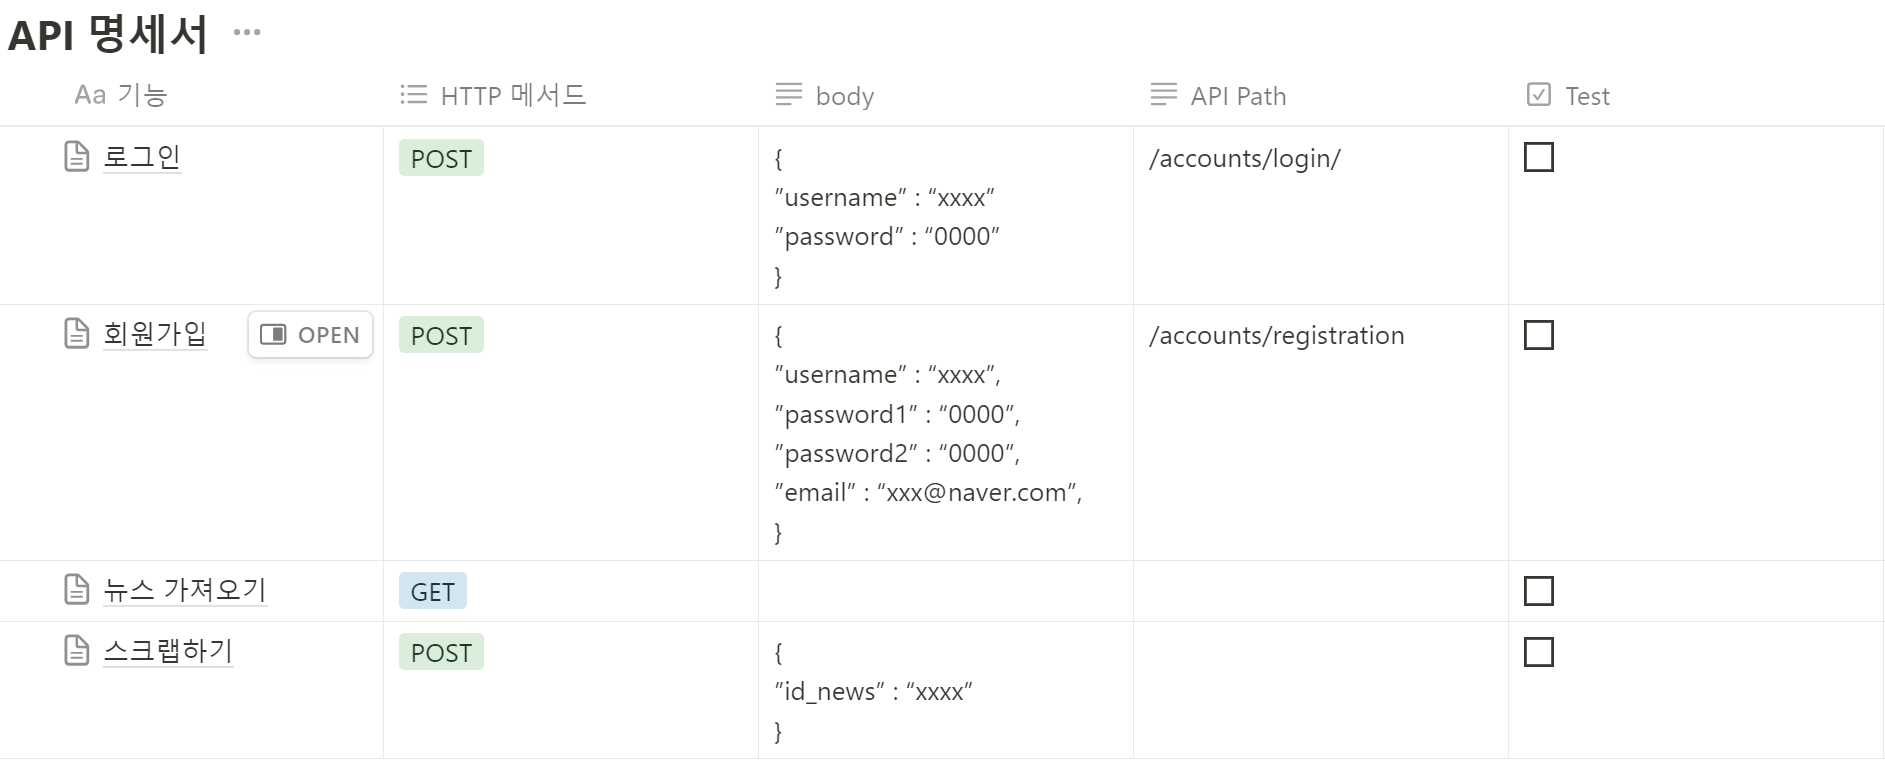 API 명세서 ···
Aa 기능 HTTP 메서드 body API Path Test
로그인 POST { /accounts/login/
”username” : “xxxx”
”password” : “0000”
}
회원가입 OPEN POST { /accounts/registration
”username” : “xxxx”,
”password1” : “0000”,
”password2” : “0000”,
”email” : “xxx@naver.com”,
}
뉴스 가져오기 GET
스크랩하기 POST {
”id_news” : “xxxx”
}